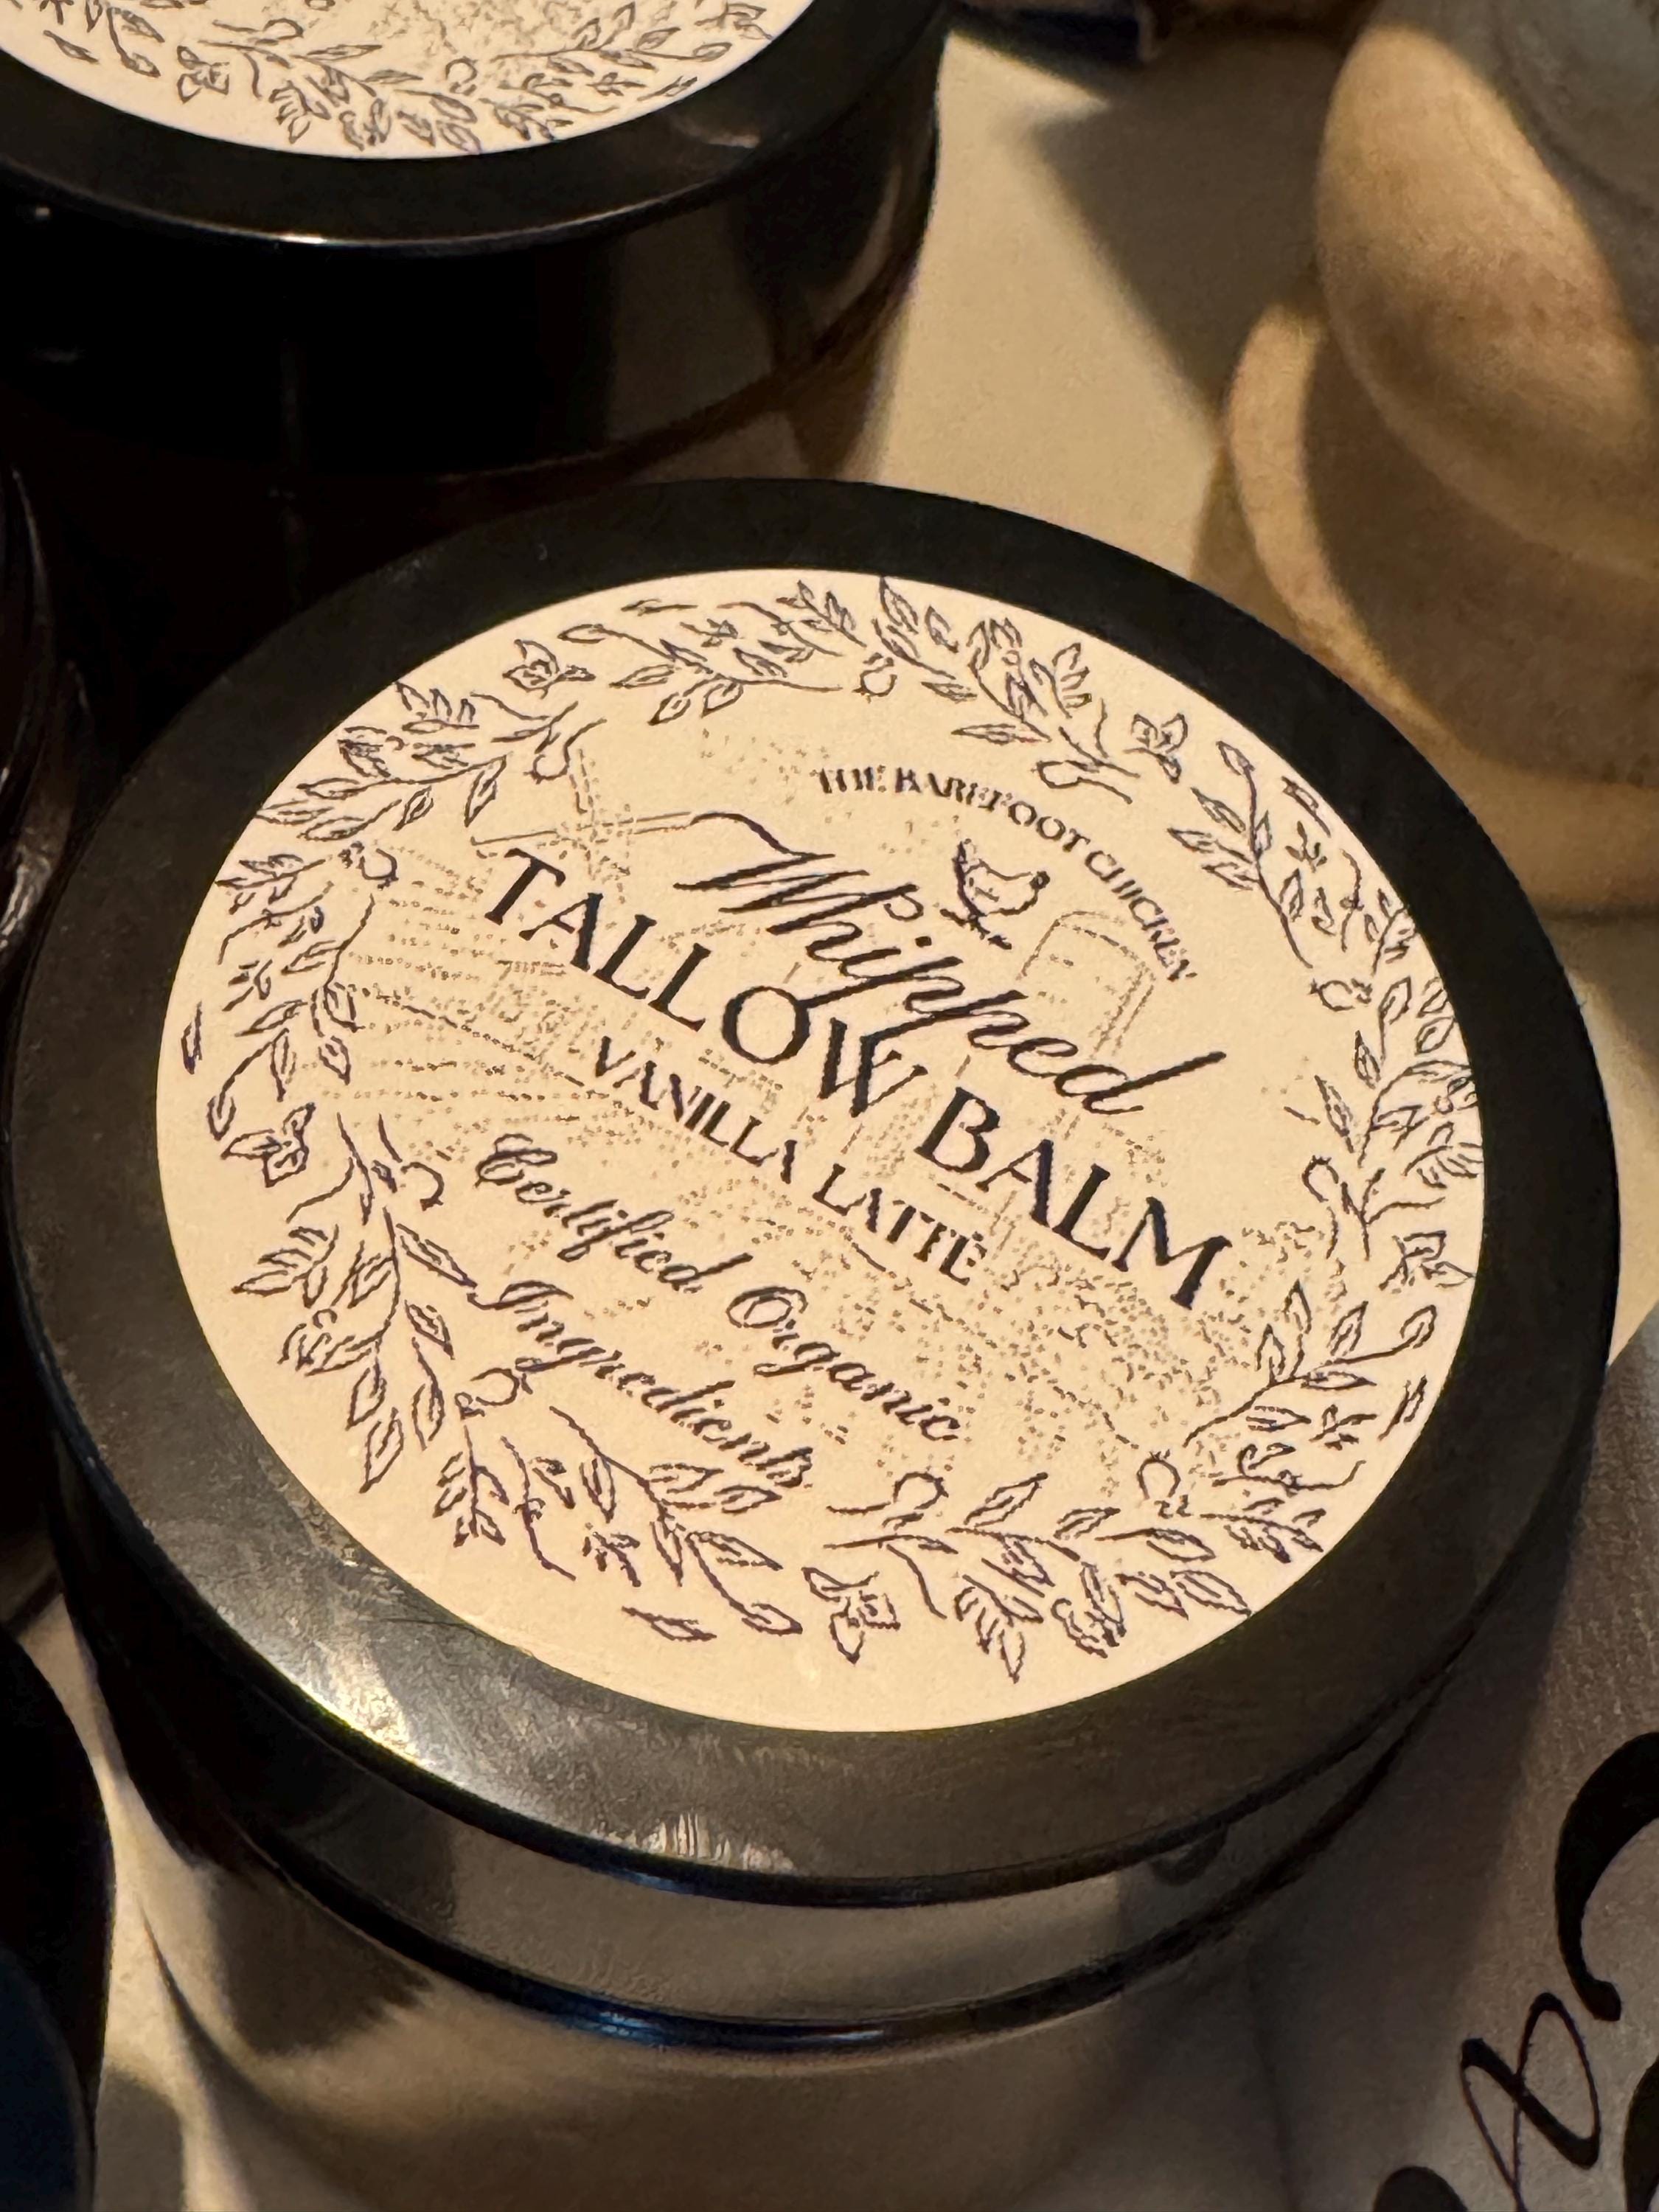 THE BAREFOOT CHICKEN
Whipped
TALLOW BALM
VANILLA LATTE
Certified Organic
Ingredients